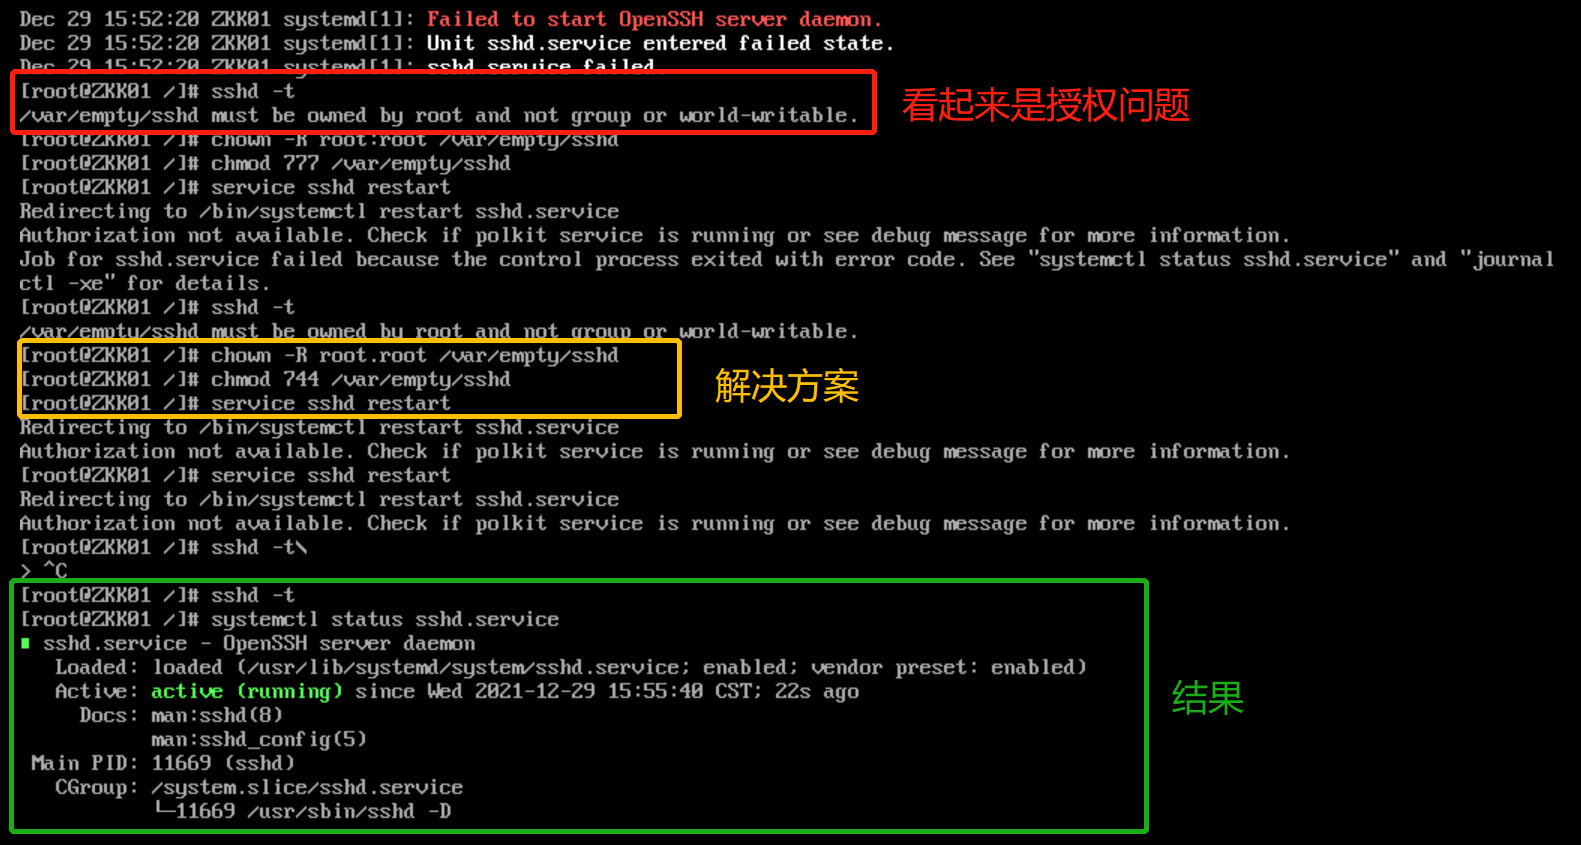 Dec 29 15:52:20 ZKK01 systemd[1]: Failed to start OpenSSH server daemon.
Dec 29 15:52:20 ZKK01 systemd[1]: Unit sshd.service entered failed state.
Dec 29 15:52:20 ZKK01 systemd[1]: sshd.service failed.
[root@ZKK01 /]# sshd -t
/var/empty/sshd must be owned by root and not group or world-writable.
看起来是授权问题
[root@ZKK01 /]# chown -R root:root /var/empty/sshd
[root@ZKK01 /]# chmod 777 /var/empty/sshd
[root@ZKK01 /]# service sshd restart
Redirecting to /bin/systemctl restart sshd.service
Authorization not available. Check if polkit service is running or see debug message for more information.
Job for sshd.service failed because the control process exited with error code. See "systemctl status sshd.service" and "journal
ctl -xe" for details.
[root@ZKK01 /]# sshd -t
/var/empty/sshd must be owned by root and not group or world-writable.
[root@ZKK01 /]# chown -R root.root /var/empty/sshd
[root@ZKK01 /]# chmod 744 /var/empty/sshd
解决方案
[root@ZKK01 /]# service sshd restart
Redirecting to /bin/systemctl restart sshd.service
Authorization not available. Check if polkit service is running or see debug message for more information.
[root@ZKK01 /]# service sshd restart
Redirecting to /bin/systemctl restart sshd.service
Authorization not available. Check if polkit service is running or see debug message for more information.
[root@ZKK01 /]# sshd -t\
> ^C
[root@ZKK01 /]# sshd -t
[root@ZKK01 /]# systemctl status sshd.service
sshd.service - OpenSSH server daemon
Loaded: loaded (/usr/lib/systemd/system/sshd.service; enabled; vendor preset: enabled)
Active: active (running) since Wed 2021-12-29 15:55:40 CST; 22s ago
结果
Docs: man:sshd(8)
man:sshd_config(5)
Main PID: 11669 (sshd)
CGroup: /system.slice/sshd.service
└─11669 /usr/sbin/sshd -D